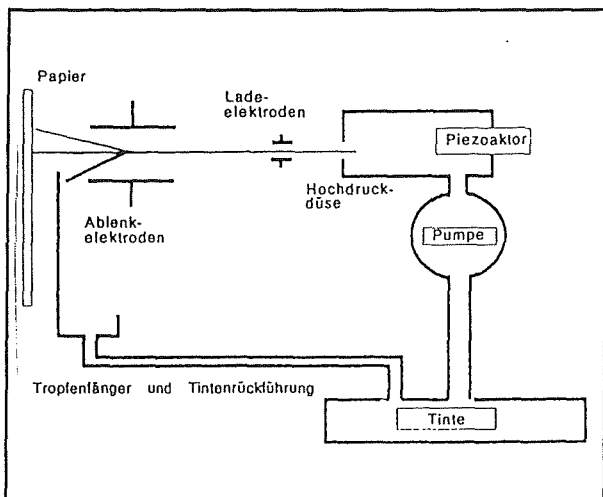 Papier
Lade-
elektroden
Piezoaktor
Hochdruck-
düse
Ablenk-
elektroden
Pumpe
Tropfenfänger und Tintenrückführung
Tinte